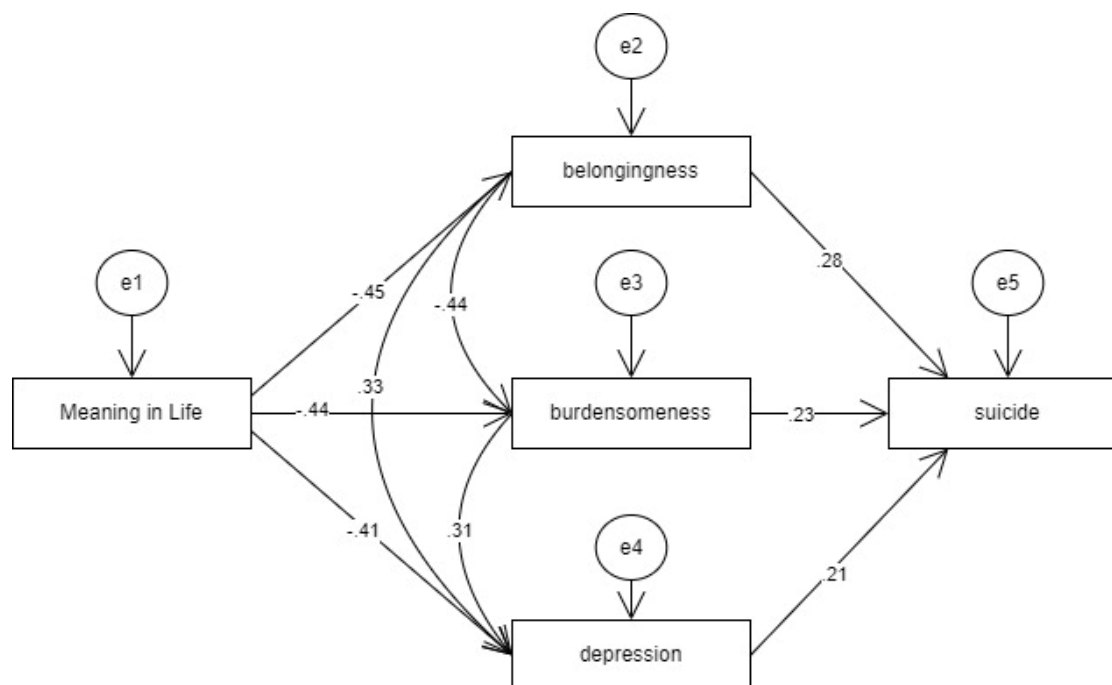 e2
belongingness
.28
e1
e3
e5
-.45
-.44
.33
Meaning in Life
-.44
burdensomeness
.23
suicide
-.41
.31
e4
.21
depression